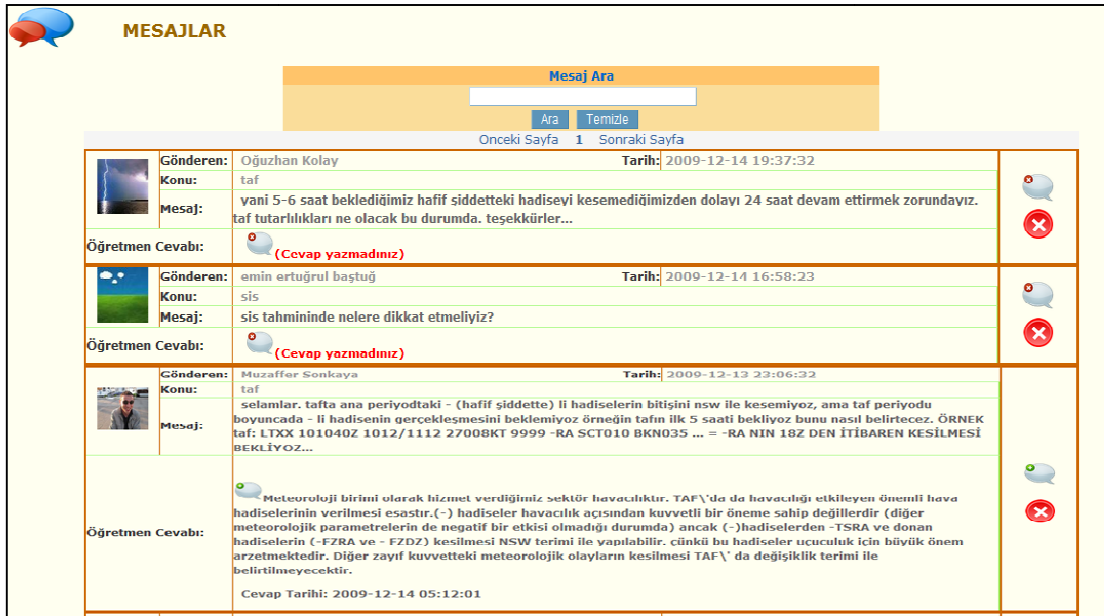 MESAJLAR
Mesaj Ara
Ara Temizle
Onceki Sayfa 1 Sonraki Sayfa
Gönderen: Oğuzhan Kolay Tarih: 2009-12-14 19:37:32
Konu: taf
Mesaj: yani 5-6 saat beklediğimiz hafif şiddetteki hadiseyi kesemediğimizden dolayı 24 saat devam ettirmek zorundayız.
taf tutarlılıkları ne olacak bu durumda. teşekkürler...
Öğretmen Cevabı: (Cevap yazmadınız)
Gönderen: emin ertuğrul baştuğ Tarih: 2009-12-14 16:58:23
Konu: sis
Mesaj: sis tahmininde nelere dikkat etmeliyiz?
Öğretmen Cevabı: (Cevap yazmadınız)
Gönderen: Muzaffer Sonkaya Tarih: 2009-12-13 23:06:32
Konu: taf
Mesaj: selamlar. tafta ana periyodtaki - (hafif şiddette) li hadiselerin bitişini nsw ile kesemiyoz, ama taf periyodu
boyuncada - li hadisenin gerçekleşmesini beklemiyoz örneğin tafın ilk 5 saati bekliyoz bunu nasıl belirtecez. ÖRNEK
taf: LTXX 101040Z 1012/1112 27008KT 9999 -RA SCT010 BKN035 ... = -RA NIN 18Z DEN İTİBAREN KESİLMESİ
BEKLİYOZ...
Öğretmen Cevabı: Meteoroloji birimi olarak hizmet verdiğimiz sektör havacılıktır. TAF\'da da havacılığı etkileyen önemli hava
hadiselerinin verilmesi esastır.(-) hadiseler havacılık açısından kuvvetli bir öneme sahip değillerdir (diğer
meteorolojik parametrelerin de negatif bir etkisi olmadığı durumda) ancak (-)hadiselerden -TSRA ve donan
hadiselerin (-FZRA ve - FZDZ) kesilmesi NSW terimi ile yapılabilir. çünkü bu hadiseler uçuculuk için büyük önem
arzetmektedir. Diğer zayıf kuvvetteki meteorolojik olayların kesilmesi TAF\' da değişiklik terimi ile
belirtilmeyecektir.
Cevap Tarihi: 2009-12-14 05:12:01